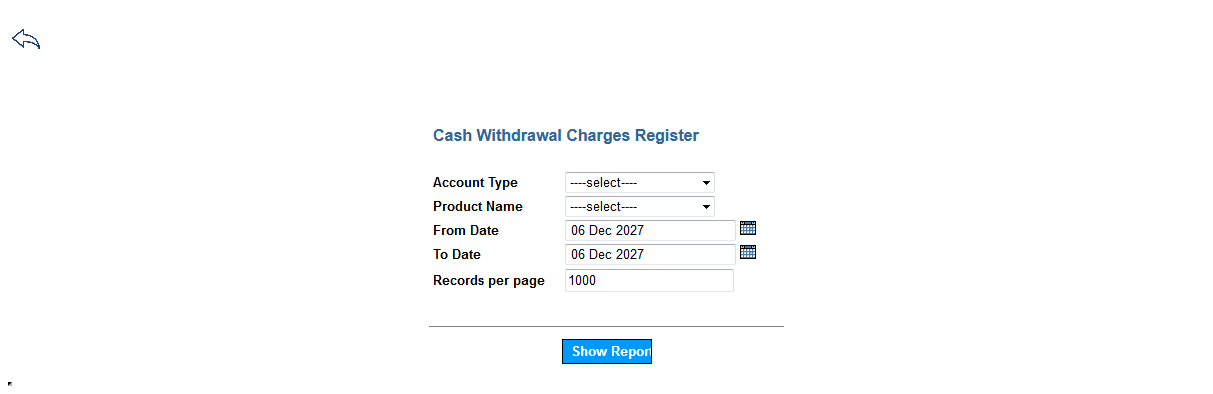 Cash Withdrawal Charges Register
Account Type ----select----
Product Name ----select----
From Date 06 Dec 2027
To Date 06 Dec 2027
Records per page 1000
Show Repor